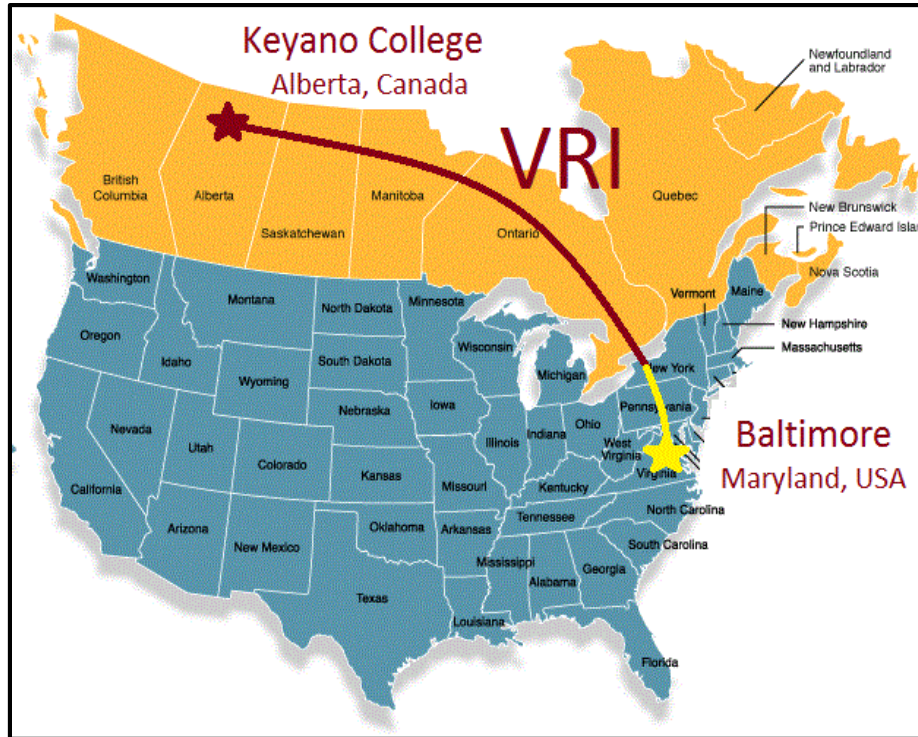 Keyano College
Alberta, Canada
VRI
Newfoundland
and Labrador
British
Columbia
Alberta
Saskatchewan
Manitoba
Ontario
Quebec
New Brunswick
Prince Edward Islan
Nova Scotia
Washington
Montana
North Dakota
Minnesota
Vermont
Maine
New Hampshire
Massachusetts
Oregon
Idaho
Wyoming
South Dakota
Wisconsin
Michigan
New York
Nevada
Utah
Colorado
Nebraska
Iowa
Illinois
Indiana
Ohio
Pennsylvania
West
Virginia
Virginia
Baltimore
Maryland, USA
California
Arizona
New Mexico
Kansas
Missouri
Kentucky
Oklahoma
Arkansas
Tennessee
North Carolina
South Carolina
Texas
Louisiana
Mississippi
Alabama
Georgia
Florida